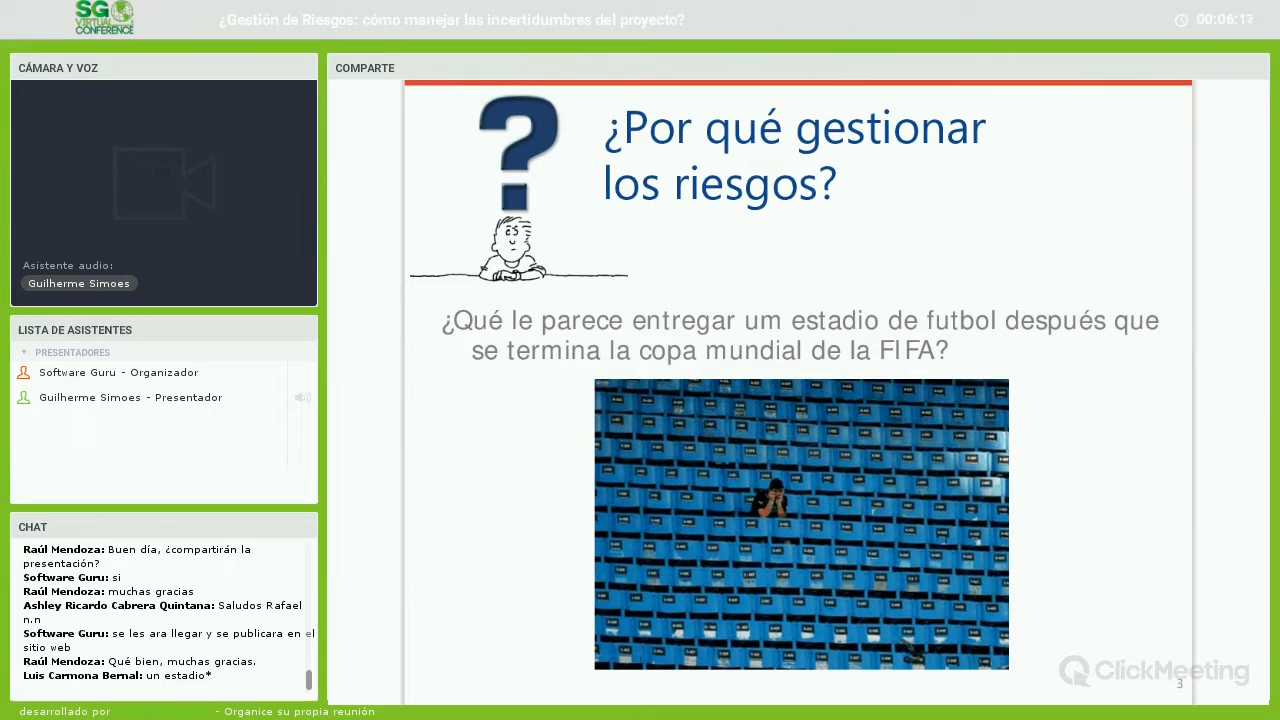 SG
VIRTUAL
CONFERENCE
¿Gestión de Riesgos: cómo manejar las incertidumbres del proyecto?
00:06:17
CÁMARA Y VOZ
Asistente audio:
Guilherme Simoes
LISTA DE ASISTENTES
PRESENTADORES
Software Guru - Organizador
Guilherme Simoes - Presentador
CHAT
Raúl Mendoza: Buen día, ¿compartirán la
presentación?
Software Guru: si
Raúl Mendoza: muchas gracias
Ashley Ricardo Cabrera Quintana: Saludos Rafael
n.n
Software Guru: se les ara llegar y se publicara en el
sitio web
Raúl Mendoza: Qué bien, muchas gracias.
Luis Carmona Bernal: un estadio*
desarrollado por
- Organice su propia reunión
COMPARTE
?
¿Por qué gestionar
los riesgos?
¿Qué le parece entregar um estadio de futbol después que
se termina la copa mundial de la FIFA?
ClickMeeting
3